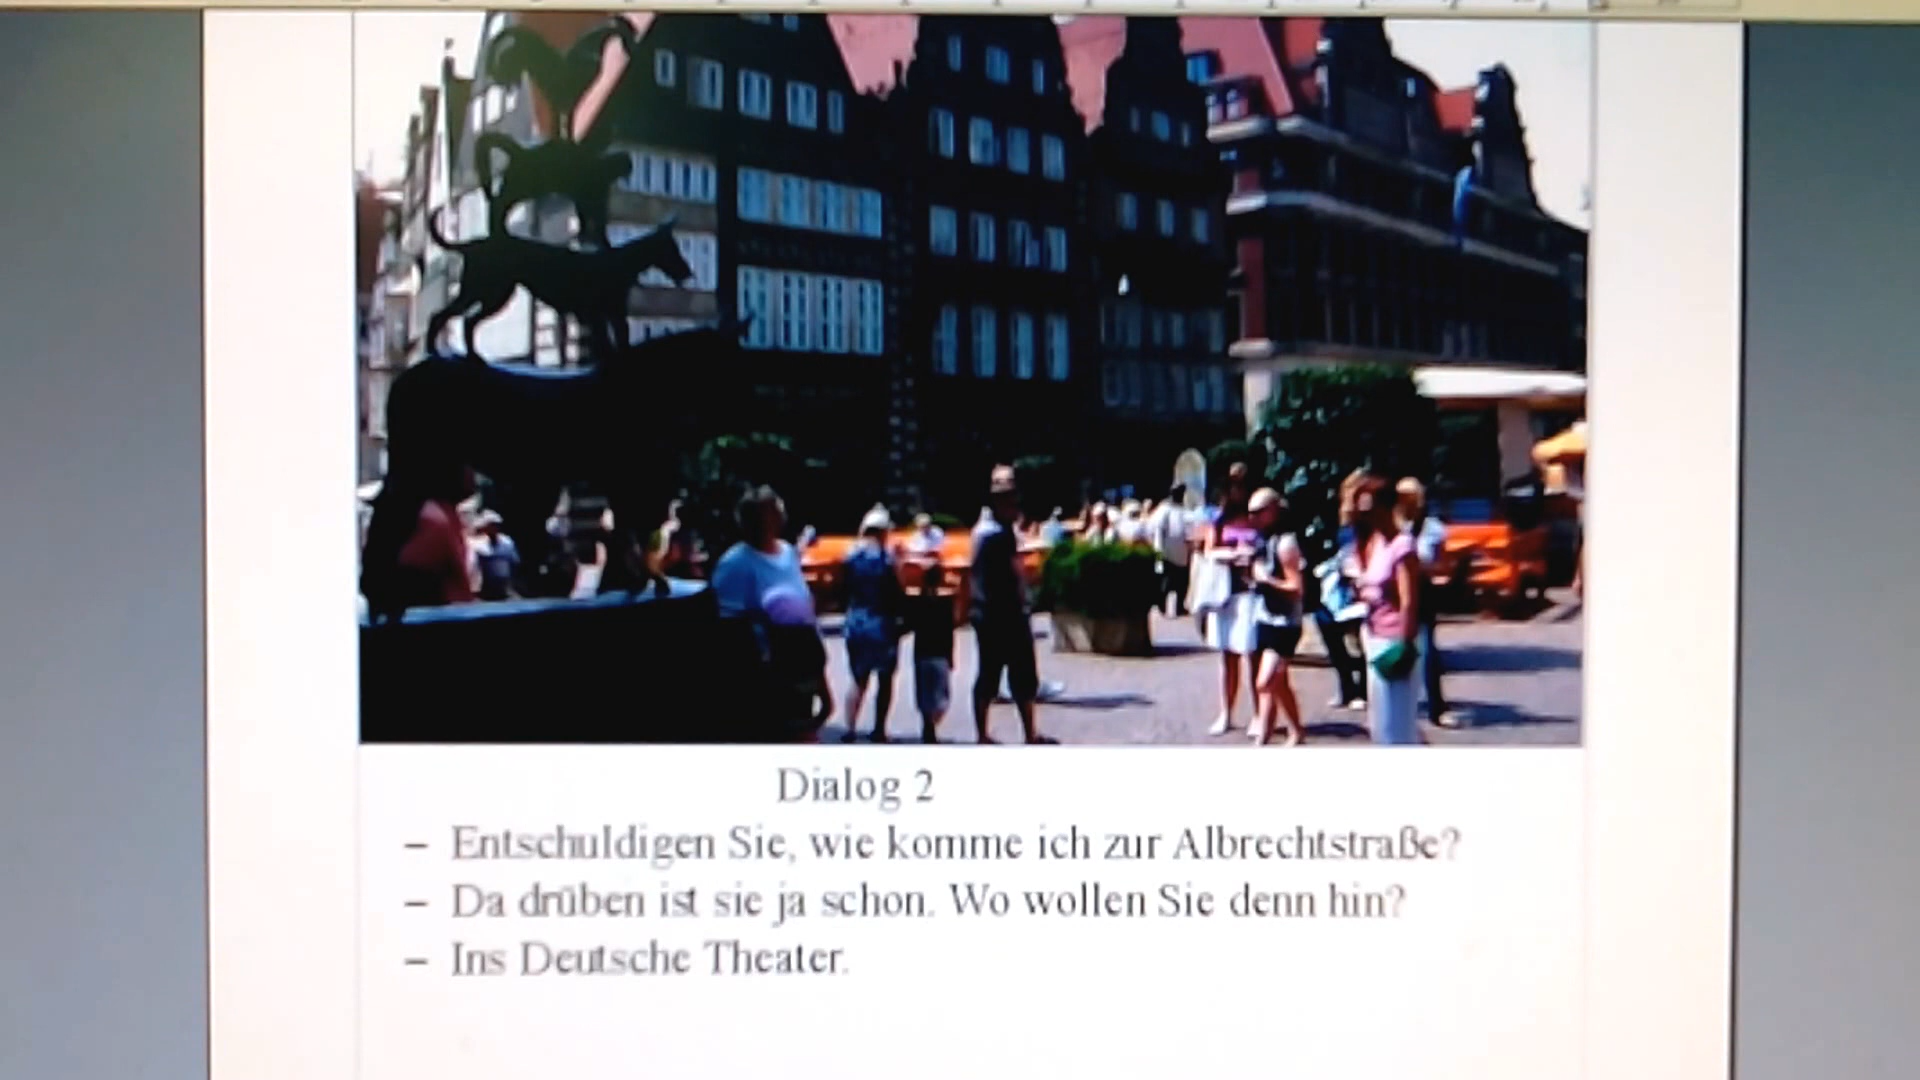 Dialog 2
– Entschuldigen Sie, wie komme ich zur Albrechtstraße?
– Da drüben ist sie ja schon. Wo wollen Sie denn hin?
– Ins Deutsche Theater.